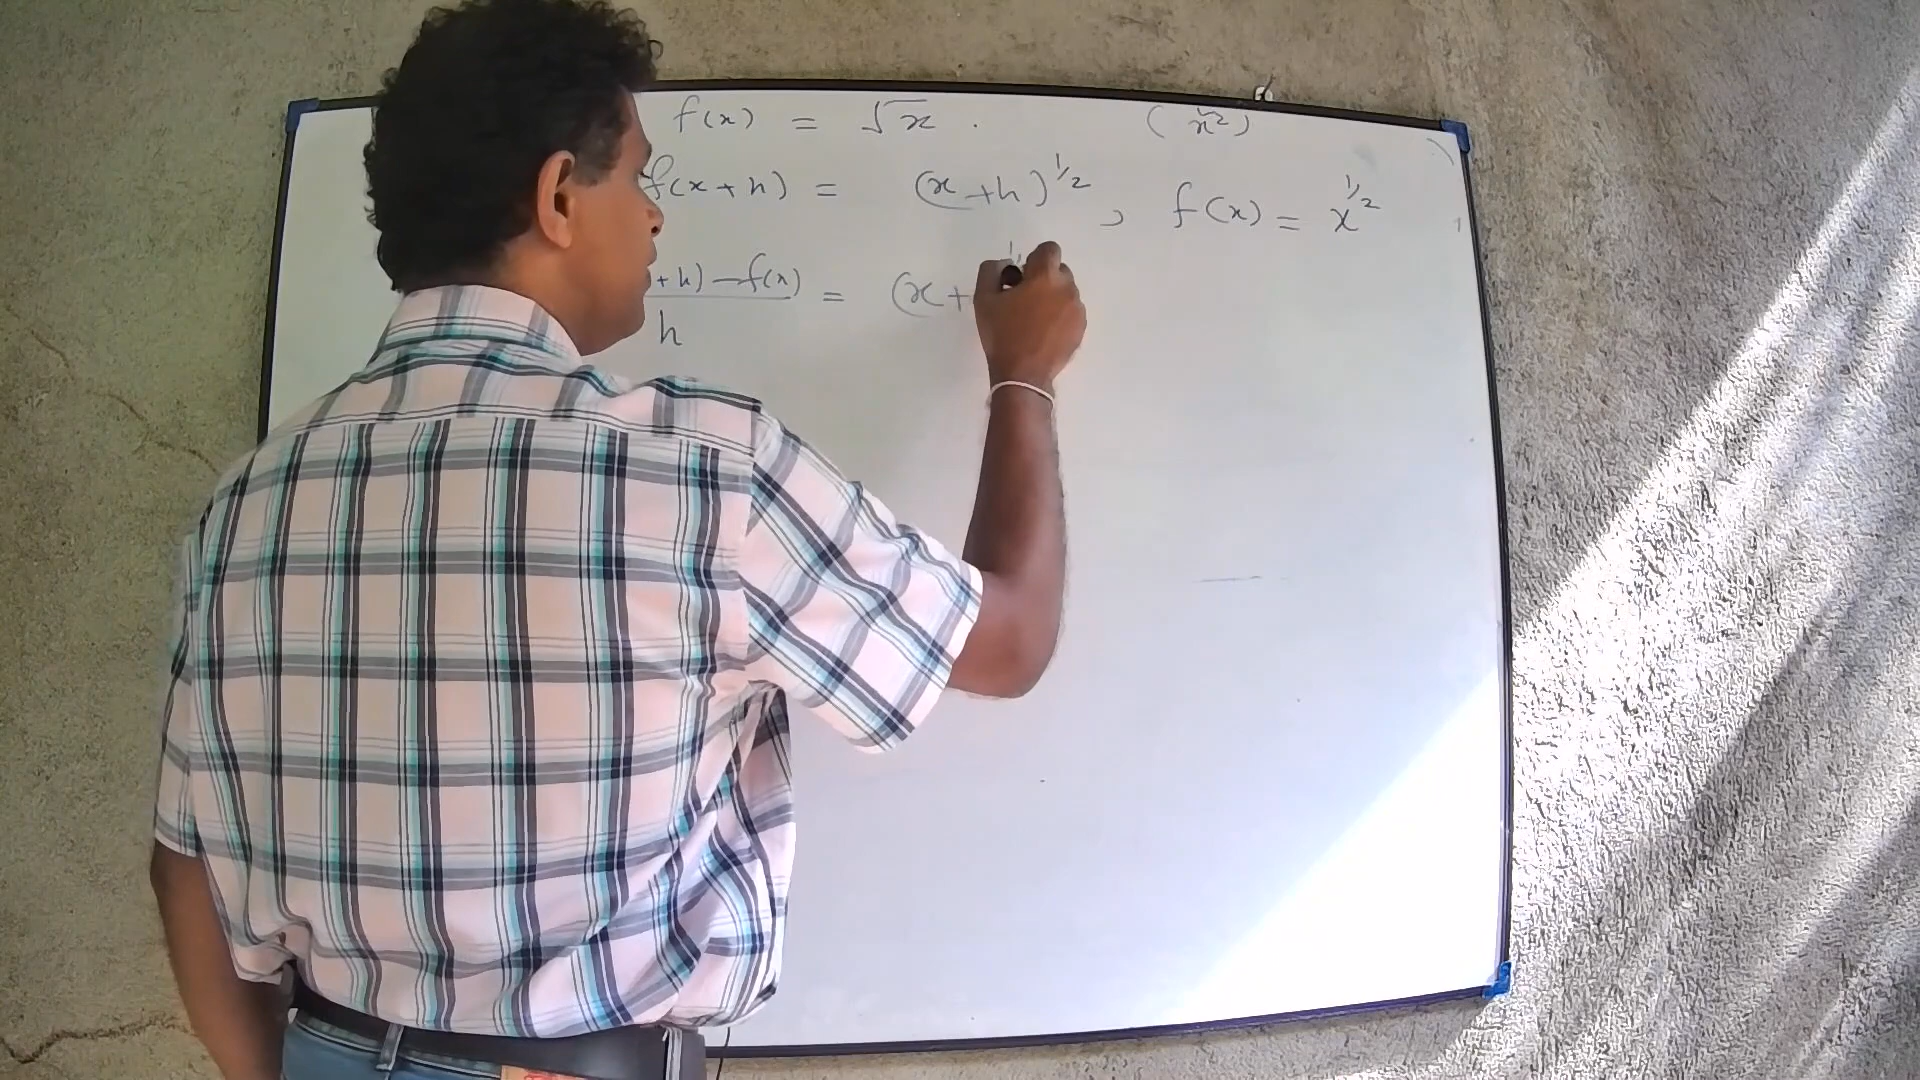 f(x) = √x . (x^1/2)
f(x+h) = (x+h)^1/2 , f(x) = x^1/2
+h) - f(x) = (x+
h